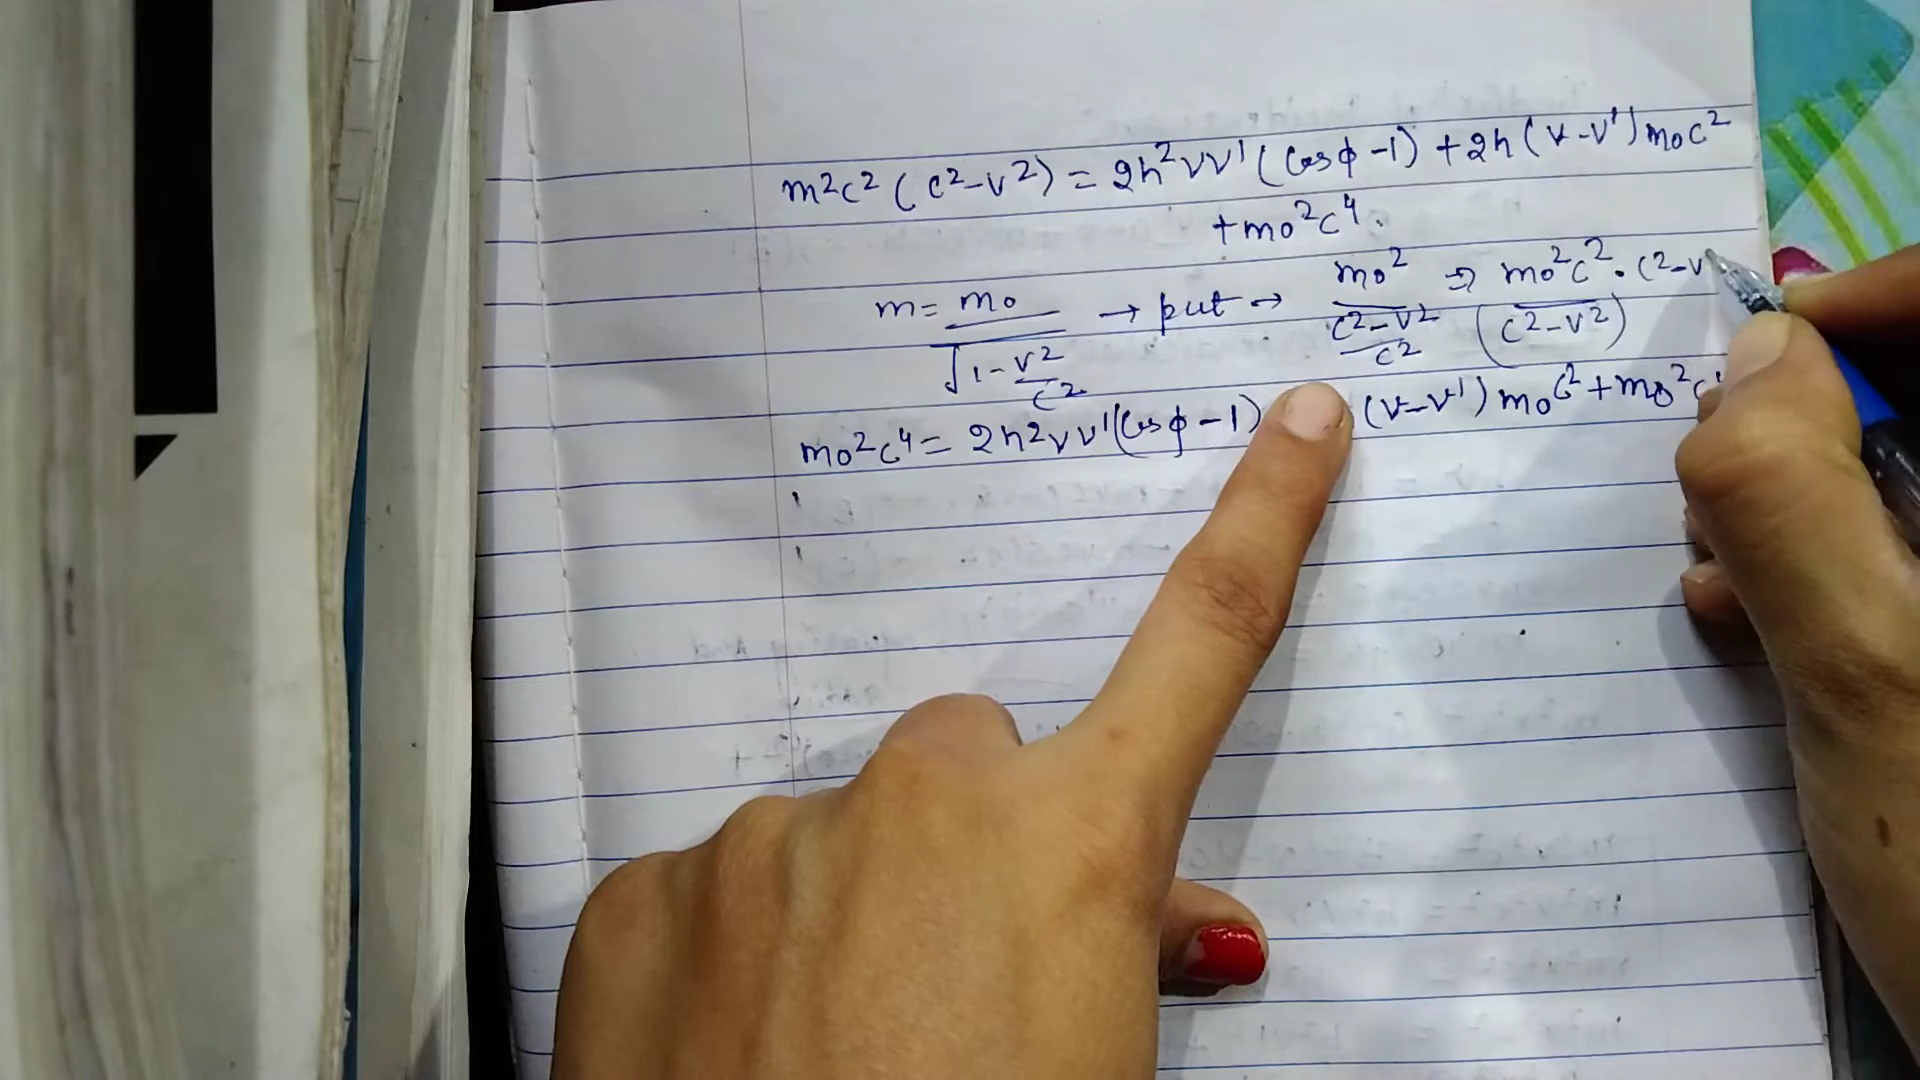 m²c² (c²-v²) = 2h²νν' (cosϕ-1) + 2h (ν-ν') m₀c²
+m₀²c⁴.
m = m₀/√1-v²/c² → put → m₀²/c²-v²/c² ⇒ m₀²c²/(c²-v²) · c²-v
m₀²c⁴ = 2h²νν'(cosϕ-1) (ν-ν') m₀c² + m₀²c